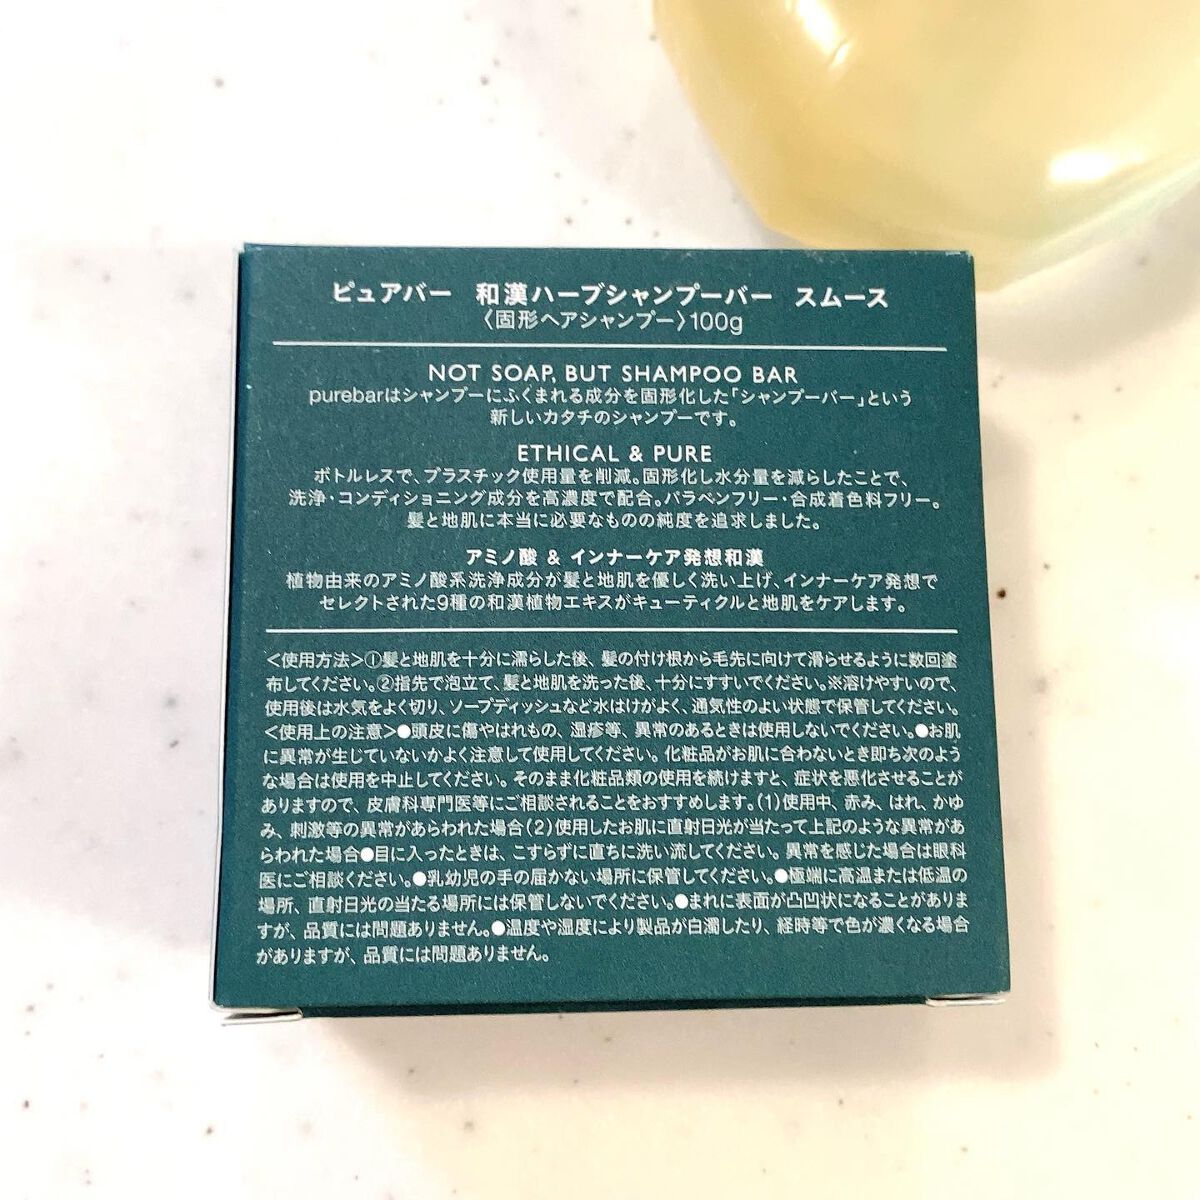 ピュアバー　和漢ハーブシャンプーバー　スムース
〈固形ヘアシャンプー〉100g
NOT SOAP, BUT SHAMPOO BAR
purebarはシャンプーにふくまれる成分を固形化した「シャンプーバー」という
新しいカタチのシャンプーです。
ETHICAL & PURE
ボトルレスで、プラスチック使用量を削減。固形化し水分量を減らしたことで、
洗浄・コンディショニング成分を高濃度で配合。パラベンフリー・合成着色料フリー。
髪と地肌に本当に必要なものの純度を追求しました。
アミノ酸 & インナーケア発想和漢
植物由来のアミノ酸系洗浄成分が髪と地肌を優しく洗い上げ、インナーケア発想で
セレクトされた9種の和漢植物エキスがキューティクルと地肌をケアします。
＜使用方法＞①髪と地肌を十分に濡らした後、髪の付け根から毛先に向けて滑らせるように数回塗
布してください。②指先で泡立て、髪と地肌を洗った後、十分にすすいでください。※溶けやすいので、
使用後は水気をよく切り、ソープディッシュなど水はけがよく、通気性のよい状態で保管してください。
＜使用上の注意＞●頭皮に傷やはれもの、湿疹等、異常のあるときは使用しないでください。●お肌
に異常が生じていないかよく注意して使用してください。化粧品がお肌に合わないとき即ち次のよう
な場合は使用を中止してください。そのまま化粧品類の使用を続けますと、症状を悪化させることが
ありますので、皮膚科専門医等にご相談されることをおすすめします。(1)使用中、赤み、はれ、かゆ
み、刺激等の異常があらわれた場合(2)使用したお肌に直射日光が当たって上記のような異常があ
らわれた場合●目に入ったときは、こすらずに直ちに洗い流してください。異常を感じた場合は眼科
医にご相談ください。●乳幼児の手の届かない場所に保管してください。●極端に高温または低温の
場所、直射日光の当たる場所には保管しないでください。●まれに表面が凸凹状になることがありま
すが、品質には問題ありません。●温度や湿度により製品が白濁したり、経時等で色が濃くなる場合
がありますが、品質には問題ありません。